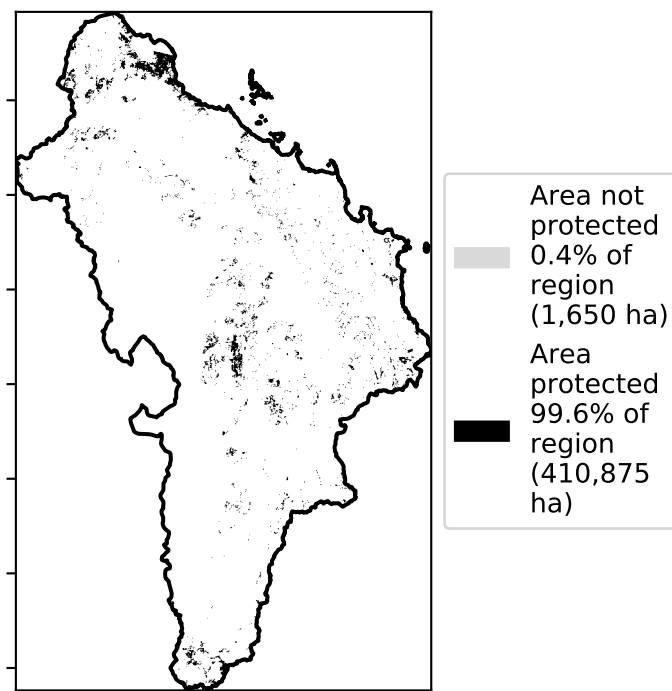 Area not
protected
0.4% of
region
(1,650 ha)
Area
protected
99.6% of
region
(410,875
ha)